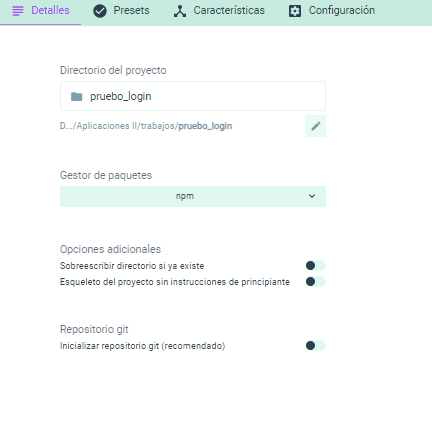 Detalles Presets Características Configuración
Directorio del proyecto
pruebo_login
D.../Aplicaciones II/trabajos/pruebo_login
Gestor de paquetes
npm
Opciones adicionales
Sobreescribir directorio si ya existe
Esqueleto del proyecto sin instrucciones de principiante
Repositorio git
Inicializar repositorio git (recomendado)